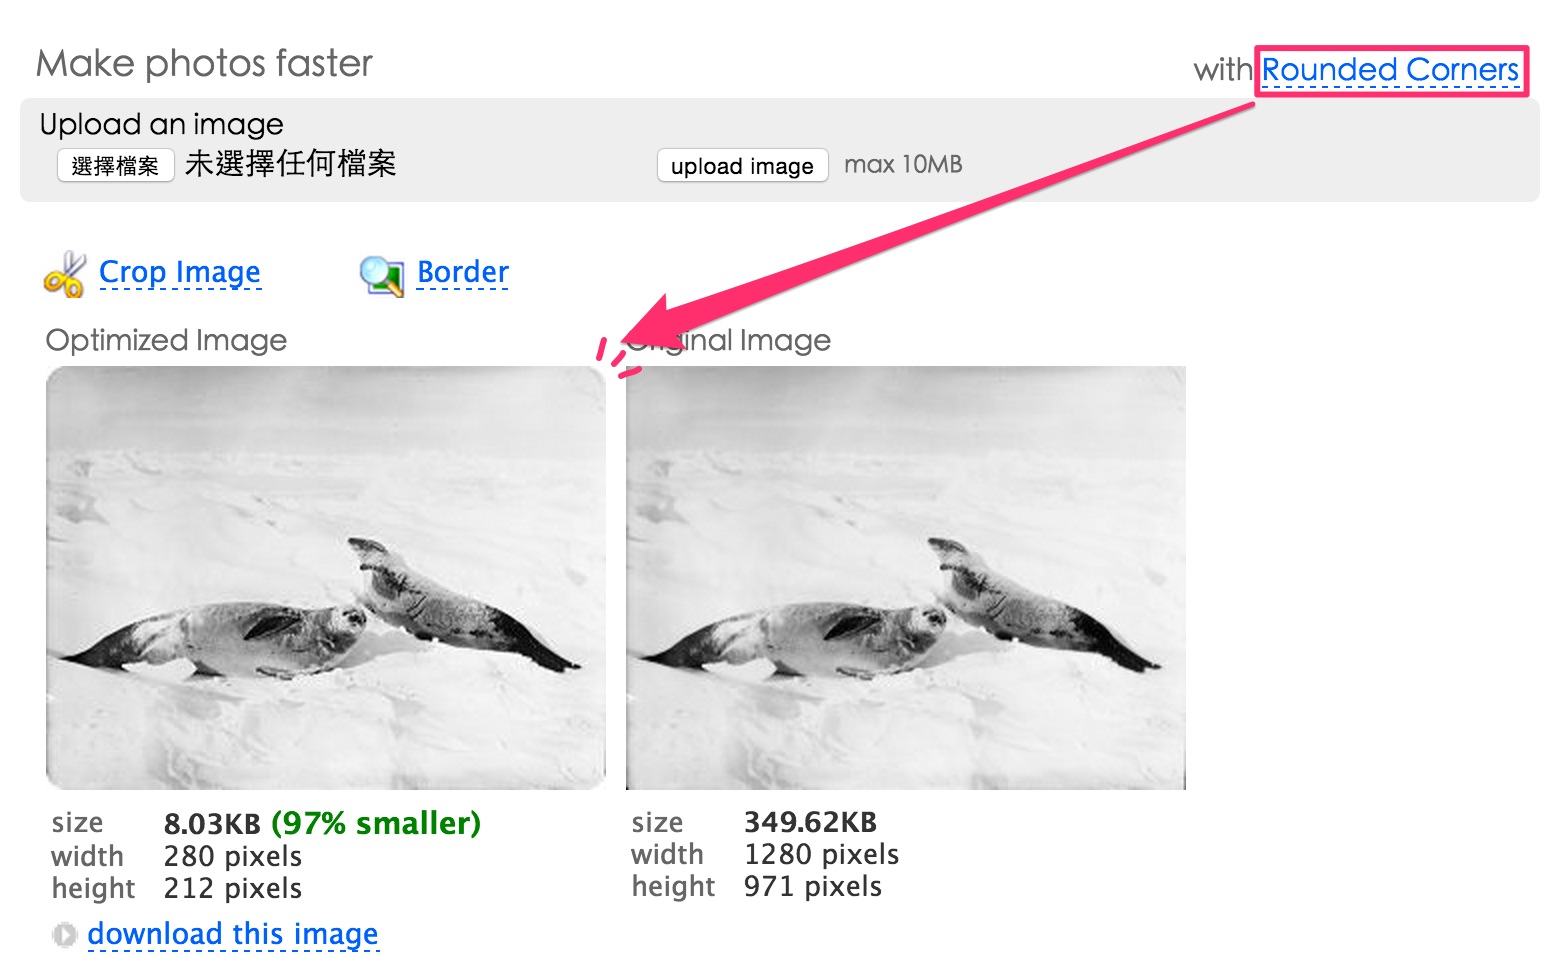 Make photos faster
with Rounded Corners
Upload an image
選擇檔案 未選擇任何檔案 upload image max 10MB
Crop Image Border
Optimized Image
Original Image
size 8.03KB (97% smaller)
width 280 pixels
height 212 pixels
size 349.62KB
width 1280 pixels
height 971 pixels
download this image